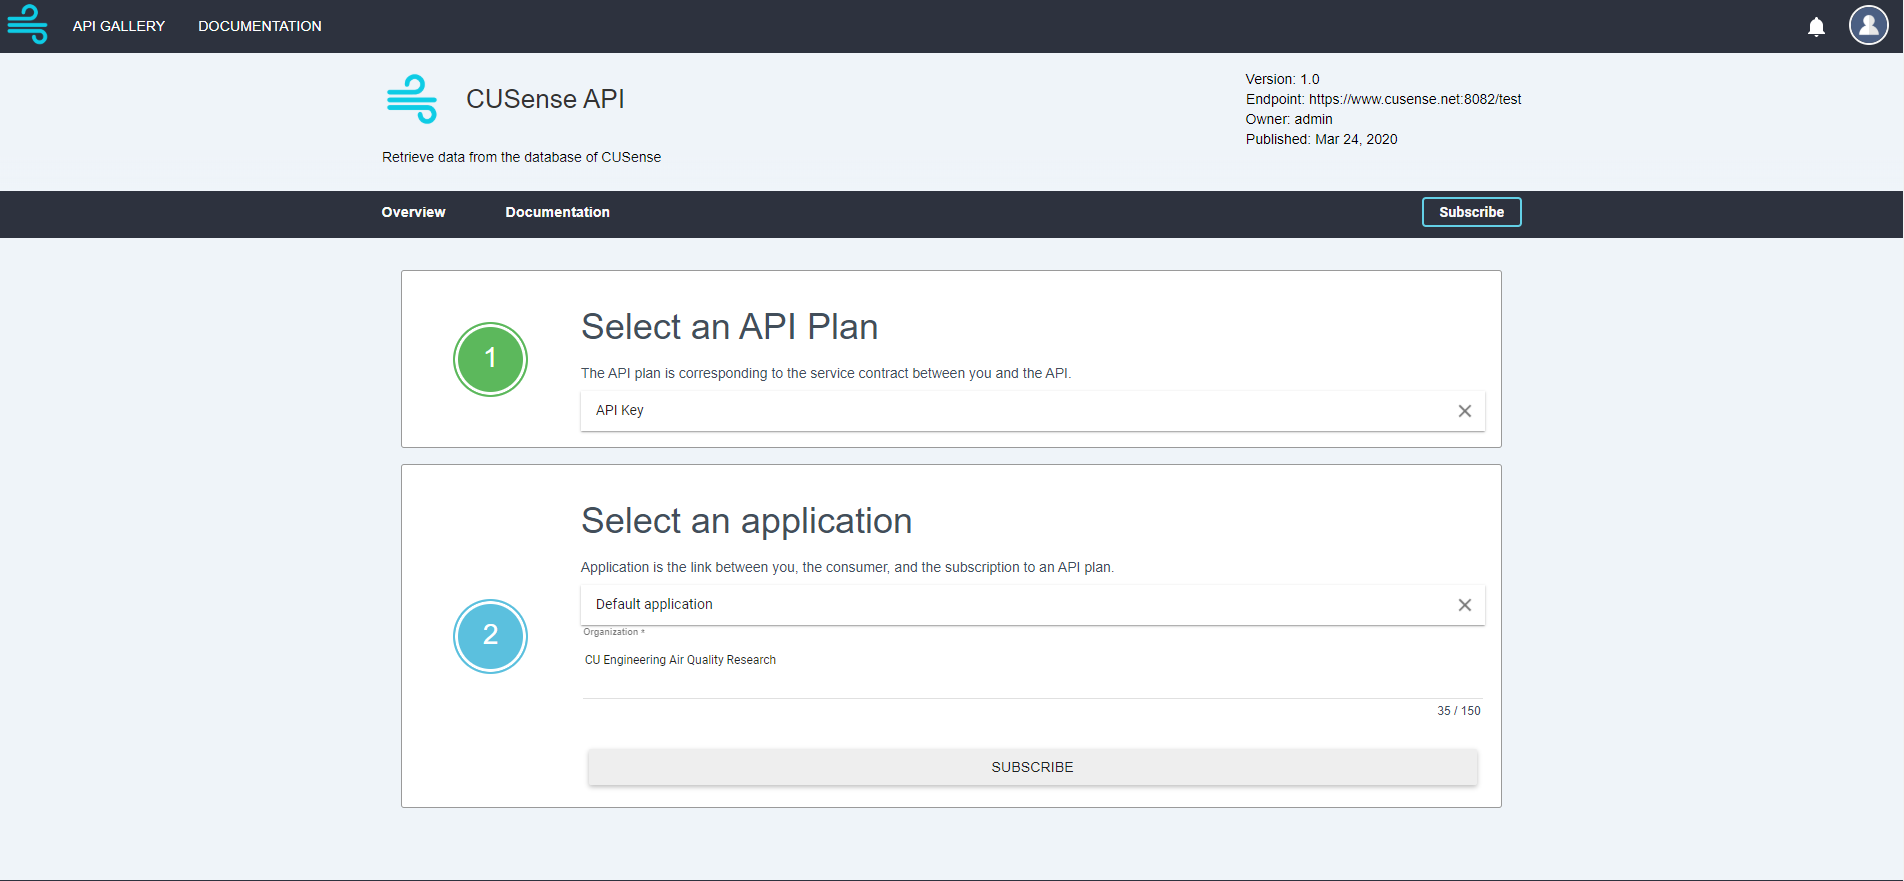 API GALLERY DOCUMENTATION
CUSense API
Version: 1.0
Endpoint: https://www.cusense.net:8082/test
Owner: admin
Published: Mar 24, 2020
Retrieve data from the database of CUSense
Overview Documentation Subscribe
1
Select an API Plan
The API plan is corresponding to the service contract between you and the API.
API Key
2
Select an application
Application is the link between you, the consumer, and the subscription to an API plan.
Default application
Organization *
CU Engineering Air Quality Research
35 / 150
SUBSCRIBE